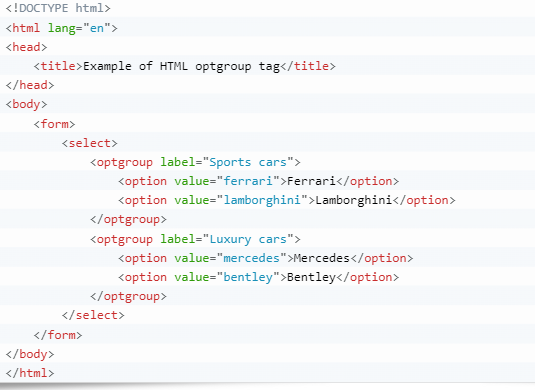 <!DOCTYPE html>
<html lang="en">
<head>
    <title>Example of HTML optgroup tag</title>
</head>
<body>
    <form>
        <select>
            <optgroup label="Sports cars">
                <option value="ferrari">Ferrari</option>
                <option value="lamborghini">Lamborghini</option>
            </optgroup>
            <optgroup label="Luxury cars">
                <option value="mercedes">Mercedes</option>
                <option value="bentley">Bentley</option>
            </optgroup>
        </select>
    </form>
</body>
</html>